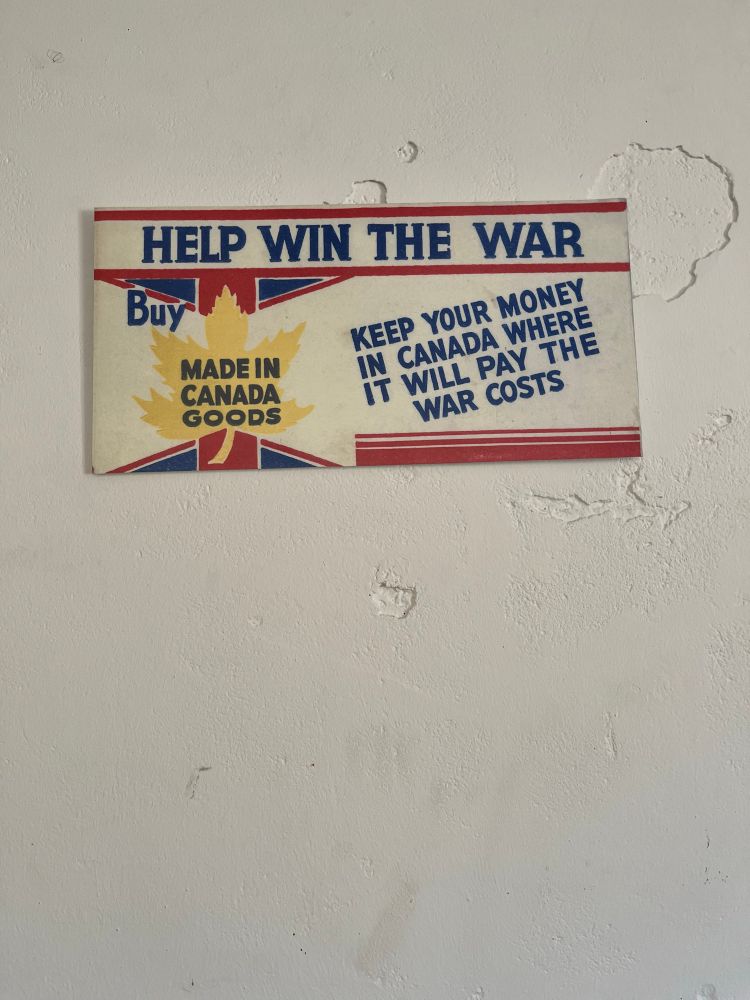 HELP WIN THE WAR
Buy
MADE IN
CANADA
GOODS
KEEP YOUR MONEY
IN CANADA WHERE
IT WILL PAY THE
WAR COSTS